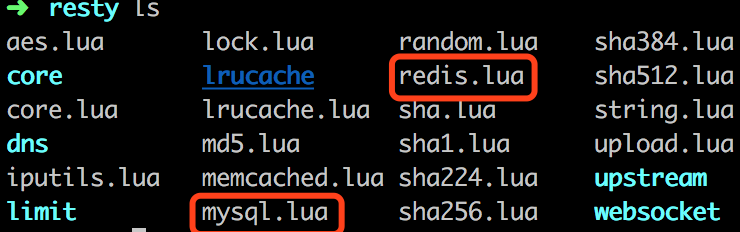 ➜ resty ls
aes.lua lock.lua random.lua sha384.lua
core lrucache redis.lua sha512.lua
core.lua lrucache.lua sha.lua string.lua
dns md5.lua sha1.lua upload.lua
iputils.lua memcached.lua sha224.lua upstream
limit mysql.lua sha256.lua websocket